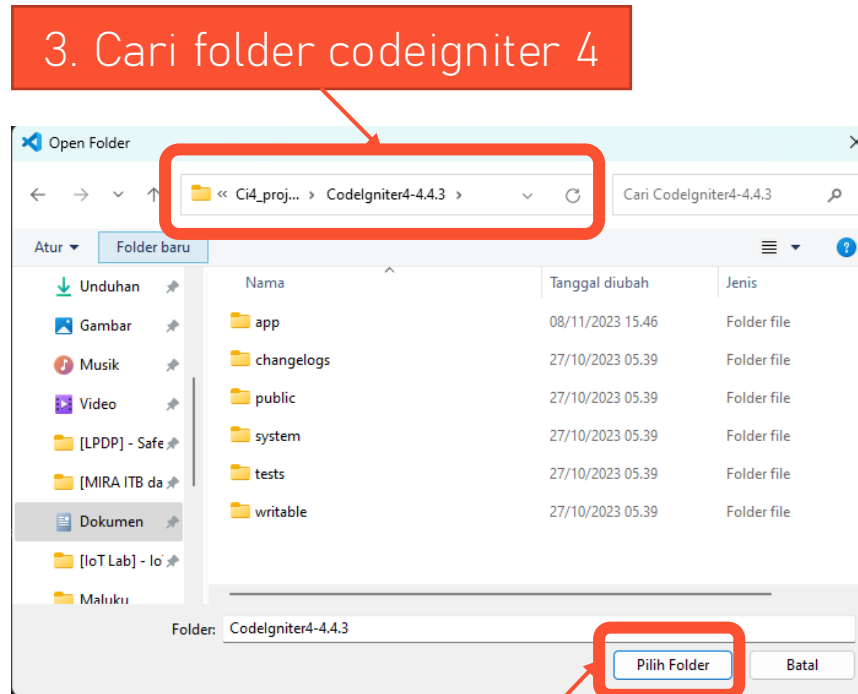 3. Cari folder codeigniter 4
Open Folder
« Ci4_proj... › CodeIgniter4-4.4.3 ›
Cari CodeIgniter4-4.4.3
Atur
Folder baru
Nama Tanggal diubah Jenis
Unduhan
Gambar
Musik
Video
[LPDP] - Safe
[MIRA ITB da
Dokumen
[IoT Lab] - Io
Maluku
app 08/11/2023 15.46 Folder file
changelogs 27/10/2023 05.39 Folder file
public 27/10/2023 05.39 Folder file
system 27/10/2023 05.39 Folder file
tests 27/10/2023 05.39 Folder file
writable 27/10/2023 05.39 Folder file
Folder: CodeIgniter4-4.4.3
Pilih Folder Batal